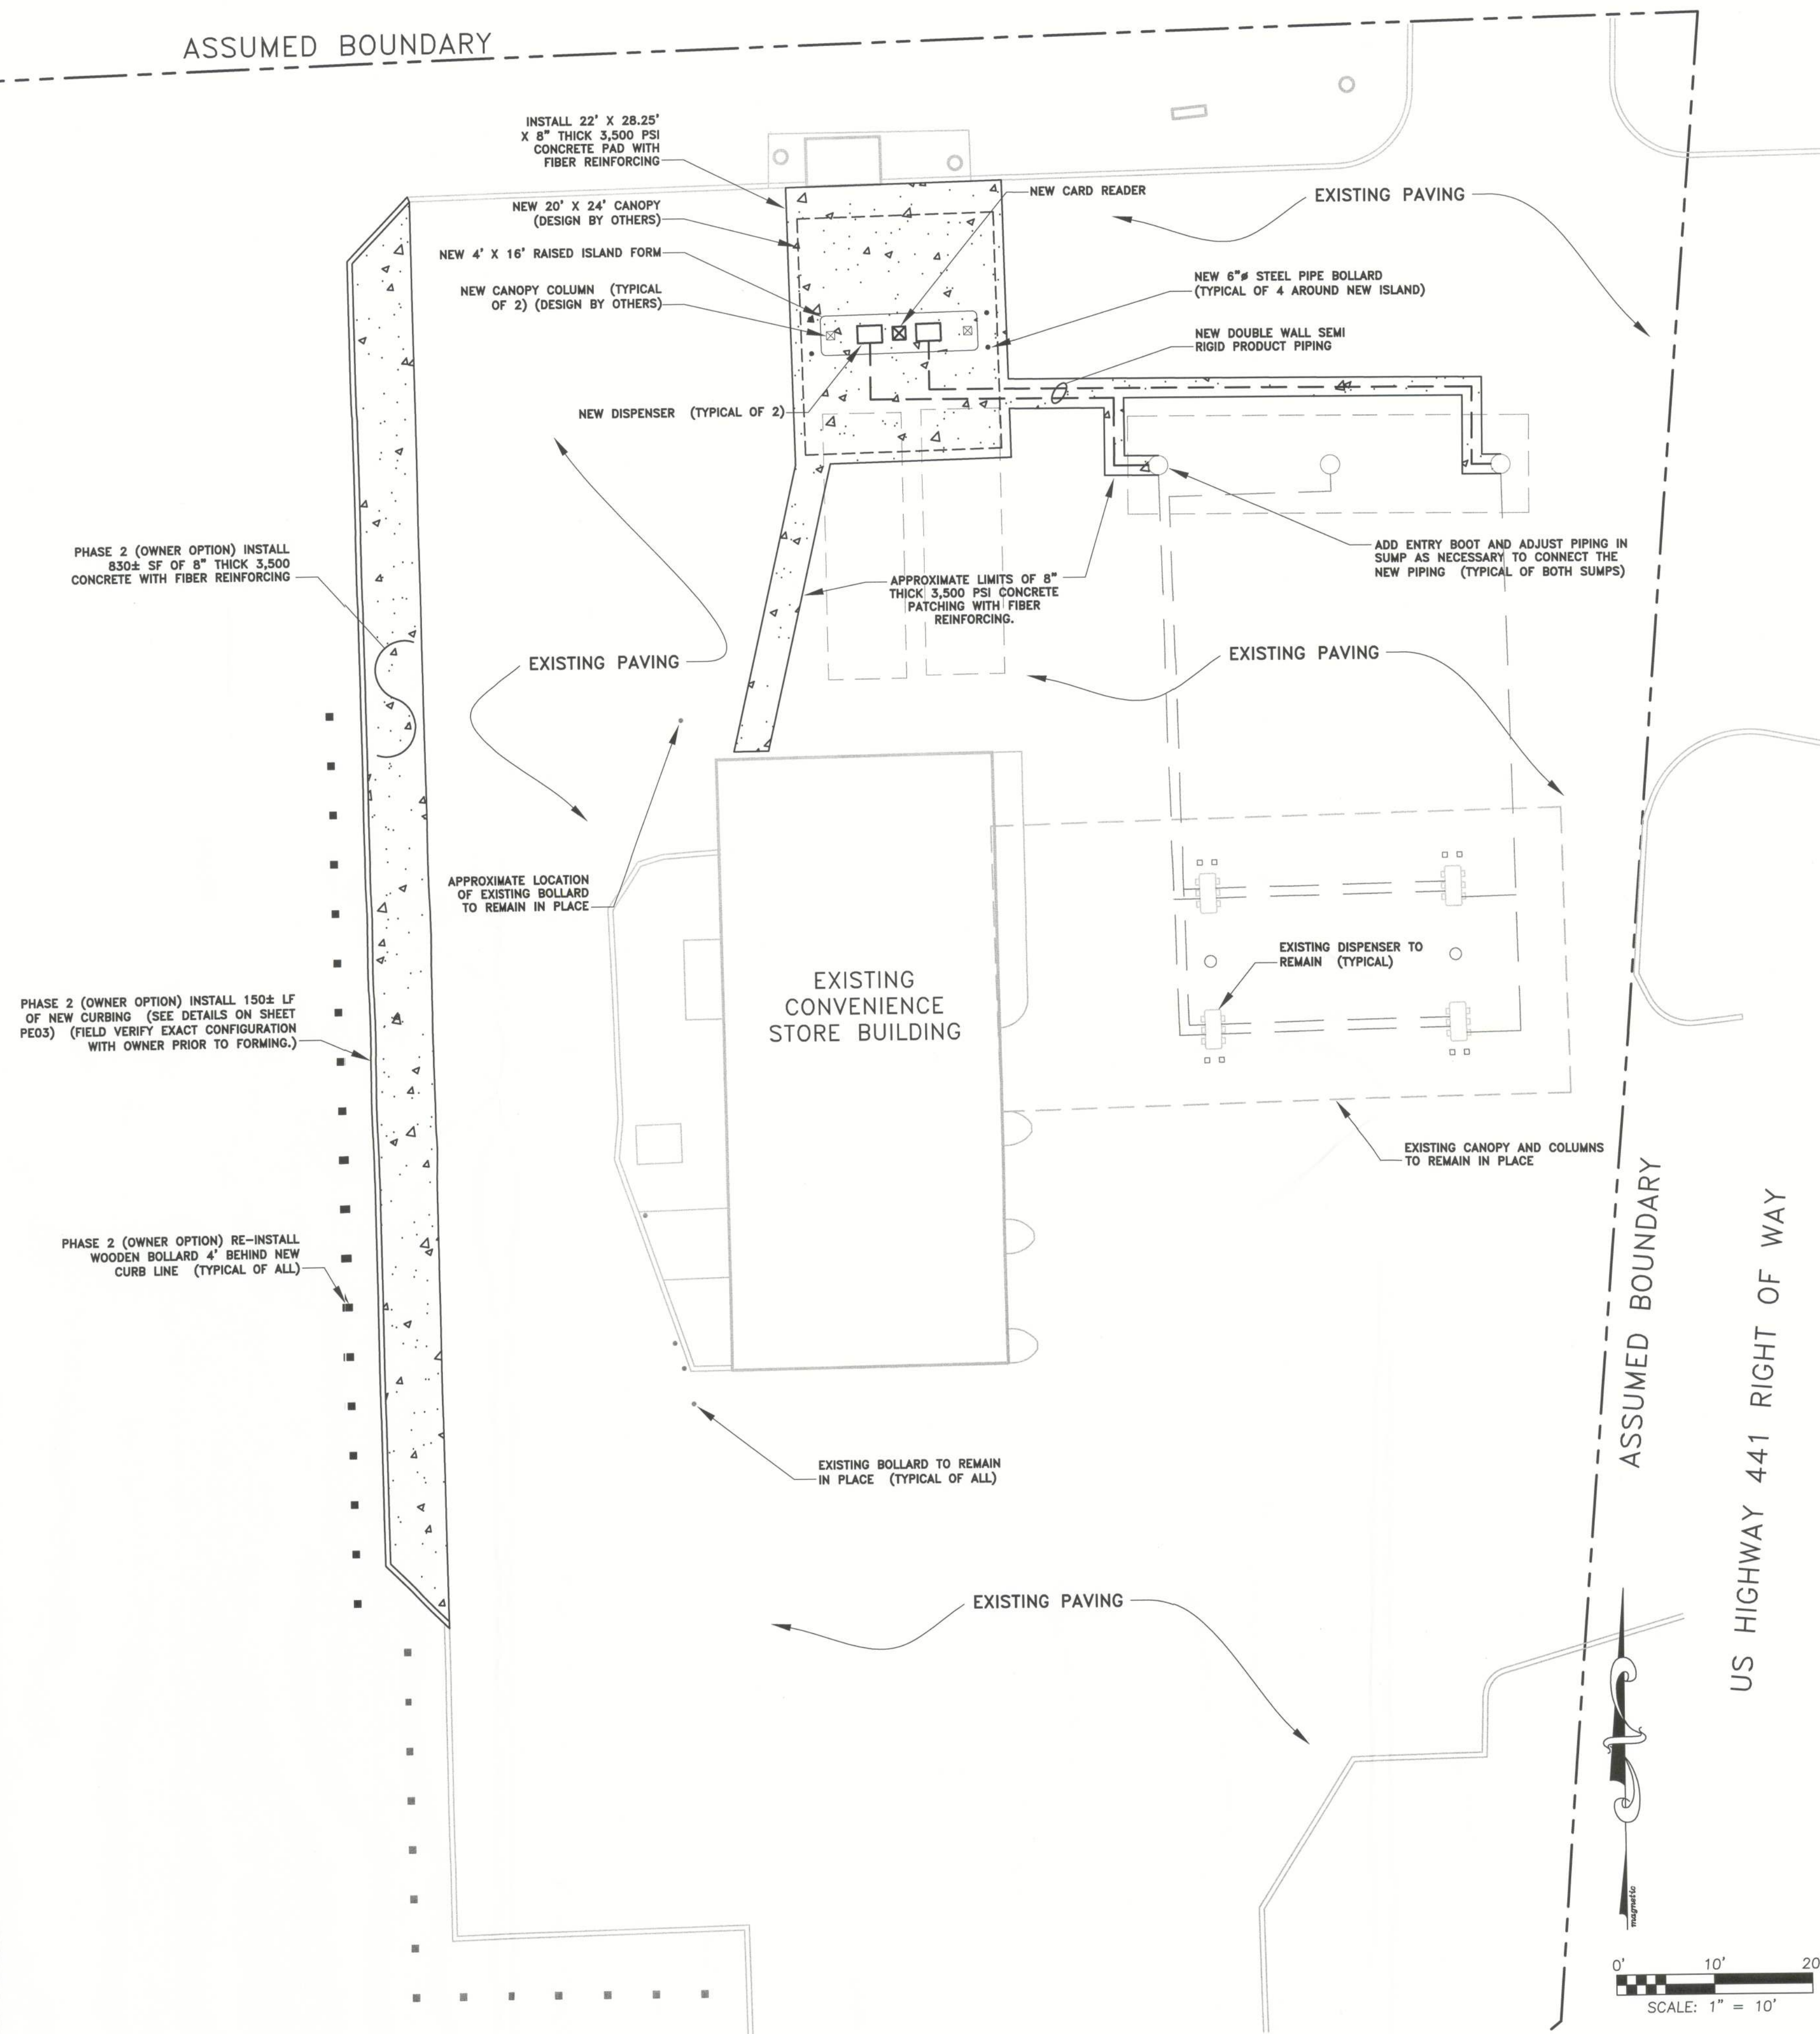 ASSUMED BOUNDARY
INSTALL 22' X 28.25'
X 8" THICK 3,500 PSI
CONCRETE PAD WITH
FIBER REINFORCING
NEW CARD READER
EXISTING PAVING
NEW 20' X 24' CANOPY
(DESIGN BY OTHERS)
NEW 4' X 16' RAISED ISLAND FORM
NEW CANOPY COLUMN (TYPICAL
OF 2) (DESIGN BY OTHERS)
NEW 6"ø STEEL PIPE BOLLARD
(TYPICAL OF 4 AROUND NEW ISLAND)
NEW DOUBLE WALL SEMI
RIGID PRODUCT PIPING
NEW DISPENSER (TYPICAL OF 2)
PHASE 2 (OWNER OPTION) INSTALL
830± SF OF 8" THICK 3,500
CONCRETE WITH FIBER REINFORCING
ADD ENTRY BOOT AND ADJUST PIPING IN
SUMP AS NECESSARY TO CONNECT THE
NEW PIPING (TYPICAL OF BOTH SUMPS)
APPROXIMATE LIMITS OF 8"
THICK 3,500 PSI CONCRETE
PATCHING WITH FIBER
REINFORCING.
EXISTING PAVING
EXISTING PAVING
APPROXIMATE LOCATION
OF EXISTING BOLLARD
TO REMAIN IN PLACE
EXISTING DISPENSER TO
REMAIN (TYPICAL)
EXISTING
CONVENIENCE
STORE BUILDING
PHASE 2 (OWNER OPTION) INSTALL 150± LF
OF NEW CURBING (SEE DETAILS ON SHEET
PE03) (FIELD VERIFY EXACT CONFIGURATION
WITH OWNER PRIOR TO FORMING.)
EXISTING CANOPY AND COLUMNS
TO REMAIN IN PLACE
PHASE 2 (OWNER OPTION) RE-INSTALL
WOODEN BOLLARD 4' BEHIND NEW
CURB LINE (TYPICAL OF ALL)
ASSUMED BOUNDARY
US HIGHWAY 441 RIGHT OF WAY
EXISTING BOLLARD TO REMAIN
IN PLACE (TYPICAL OF ALL)
EXISTING PAVING
magnetic
0' 10' 20
SCALE: 1" = 10'